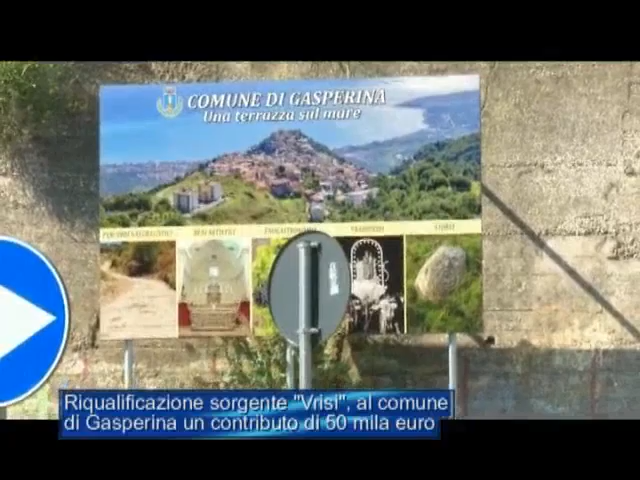 COMUNE DI GASPERINA
Una terrazza sul mare
TRADIZIONI
Riqualificazione sorgente "Vrisi", al comune
di Gasperina un contributo di 50 mila euro